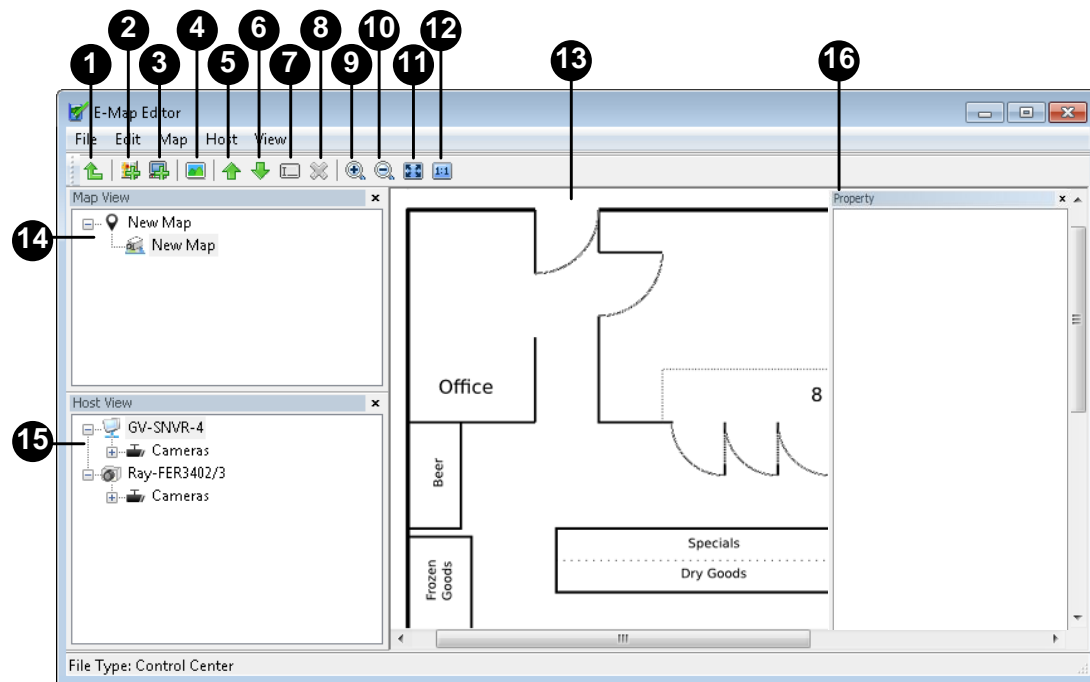 1
2
3
4
5
6
7
8
9
10
11
12
13
16
E-Map Editor
File Edit Map Host View
1:1
Map View
Property
14
New Map
New Map
Office
8
Host View
15
GV-SNVR-4
Cameras
Ray-FER3402/3
Cameras
Beer
Frozen
Goods
Specials
Dry Goods
File Type: Control Center